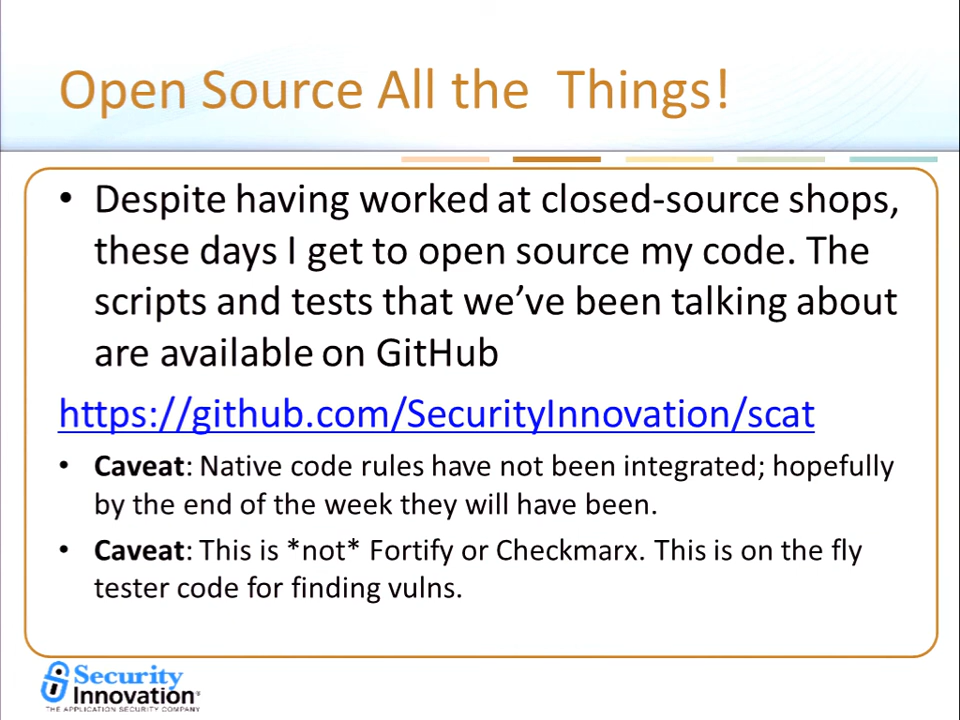 Open Source All the  Things!
• Despite having worked at closed-source shops,
these days I get to open source my code. The
scripts and tests that we’ve been talking about
are available on GitHub
https://github.com/SecurityInnovation/scat
• Caveat: Native code rules have not been integrated; hopefully
by the end of the week they will have been.
• Caveat: This is *not* Fortify or Checkmarx. This is on the fly
tester code for finding vulns.
Security
Innovation®
THE APPLICATION SECURITY COMPANY